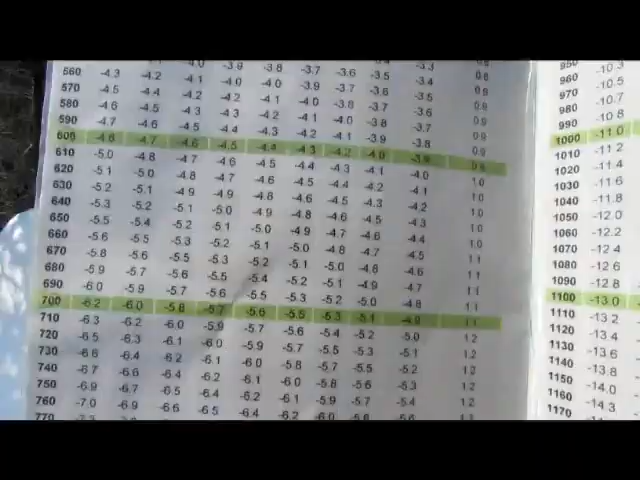 560 -4.3 -4.2 -4.1 -4.0 -4.0 -3.9 -3.7 -3.6 -3.4 0.8
570 -4.5 -4.4 -4.2 -4.1 -4.0 -4.0 -3.8 -3.7 -3.6 0.8
580 -4.6 -4.5 -4.3 -4.2 -4.2 -4.1 -4.0 -3.8 -3.7 0.9
590 -4.7 -4.6 -4.5 -4.4 -4.3 -4.2 -4.1 -3.9 -3.8 0.9
600 -4.8 -4.7 -4.6 -4.5 -4.4 -4.3 -4.2 -4.0 -3.9 0.9
610 -5.0 -4.8 -4.7 -4.6 -4.5 -4.4 -4.3 -4.1 -4.0 1.0
620 -5.1 -5.0 -4.8 -4.7 -4.6 -4.5 -4.4 -4.2 -4.1 1.0
630 -5.2 -5.1 -4.9 -4.9 -4.8 -4.6 -4.5 -4.3 -4.2 1.0
640 -5.3 -5.2 -5.1 -5.0 -4.9 -4.8 -4.6 -4.5 -4.3 1.0
650 -5.5 -5.4 -5.2 -5.1 -5.0 -4.9 -4.7 -4.6 -4.4 1.0
660 -5.6 -5.5 -5.3 -5.2 -5.1 -5.0 -4.8 -4.7 -4.5 1.1
670 -5.8 -5.6 -5.5 -5.3 -5.2 -5.1 -5.0 -4.8 -4.6 1.1
680 -5.9 -5.7 -5.6 -5.5 -5.4 -5.2 -5.1 -4.9 -4.7 1.1
690 -6.0 -5.9 -5.7 -5.6 -5.5 -5.3 -5.2 -5.0 -4.8 1.1
700 -6.2 -6.0 -5.8 -5.7 -5.6 -5.5 -5.3 -5.1 -4.9 1.1
710 -6.3 -6.2 -6.0 -5.9 -5.7 -5.6 -5.4 -5.2 -5.0 1.2
720 -6.5 -6.3 -6.1 -6.0 -5.9 -5.7 -5.5 -5.3 -5.1 1.2
730 -6.6 -6.4 -6.2 -6.1 -6.0 -5.8 -5.7 -5.5 -5.2 1.2
740 -6.7 -6.6 -6.4 -6.2 -6.1 -6.0 -5.8 -5.6 -5.3 1.2
750 -6.9 -6.7 -6.5 -6.4 -6.2 -6.1 -5.9 -5.7 -5.4 1.2
760 -7.0 -6.9 -6.6 -6.5 -6.4 -6.2 -6.0
770
950 -10.3
960 -10.5
970 -10.7
980 -10.8
990
1000 -11.0
1010 -11.2
1020 -11.4
1030 -11.6
1040 -11.8
1050 -12.0
1060 -12.2
1070 -12.4
1080 -12.6
1090 -12.8
1100 -13.0
1110 -13.2
1120 -13.4
1130 -13.6
1140 -13.8
1150 -14.0
1160 -14.3
1170